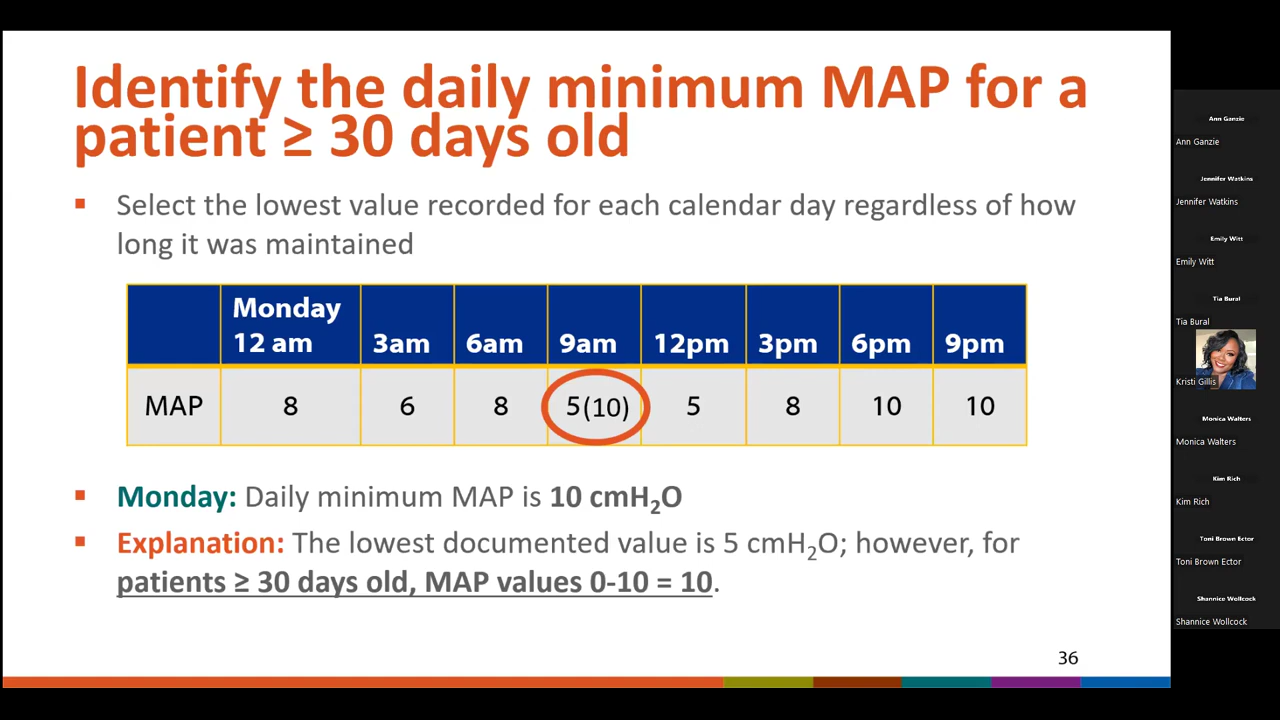 Identify the daily minimum MAP for a
patient ≥ 30 days old
▪ Select the lowest value recorded for each calendar day regardless of how
long it was maintained
Monday
12 am 3am 6am 9am 12pm 3pm 6pm 9pm
MAP 8 6 8 5(10) 5 8 10 10
▪ Monday: Daily minimum MAP is 10 cmH₂O
▪ Explanation: The lowest documented value is 5 cmH₂O; however, for
patients ≥ 30 days old, MAP values 0-10 = 10.
36
Ann Ganzie
Ann Ganzie
Jennifer Watkins
Jennifer Watkins
Emily Witt
Emily Witt
Tia Bural
Tia Bural
Kristi Gillis
Monica Walters
Monica Walters
Kim Rich
Kim Rich
Toni Brown Ector
Toni Brown Ector
Shannice Wollcock
Shannice Wollcock